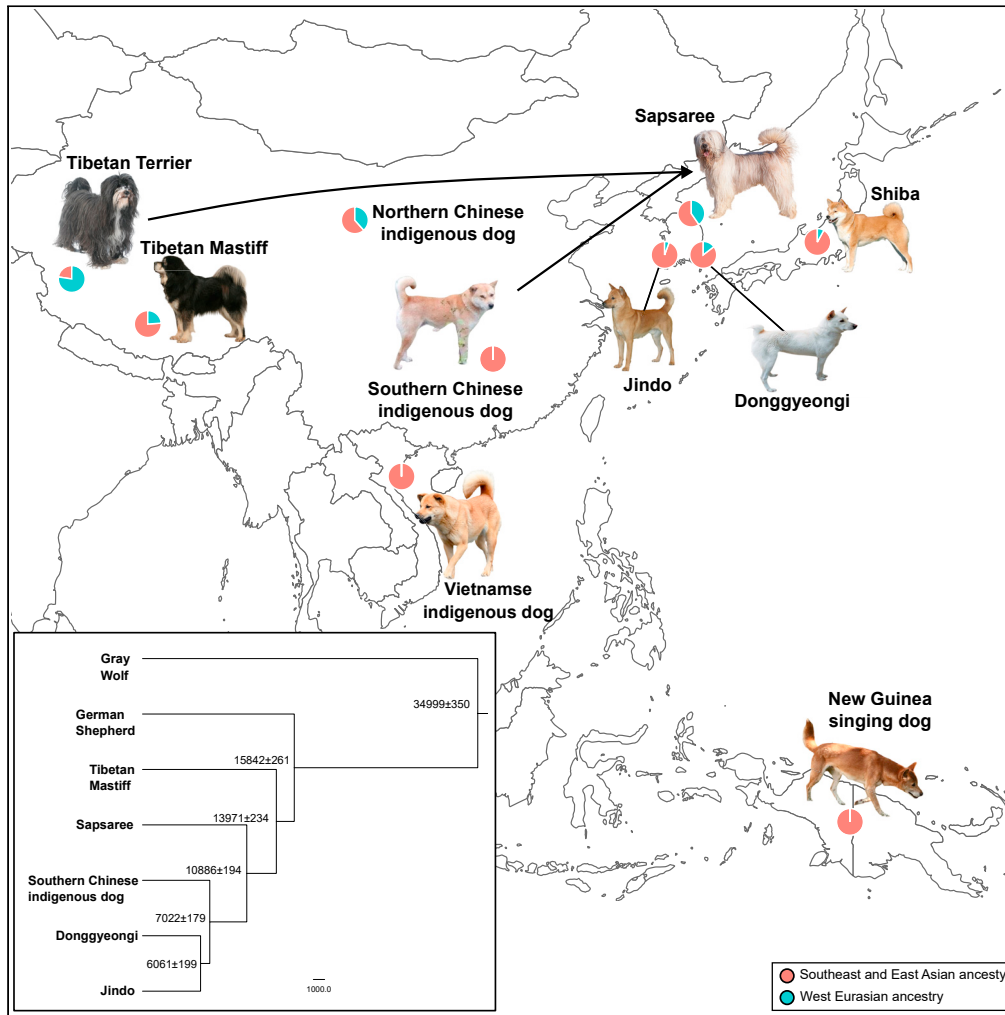 Sapsaree
Tibetan Terrier
Shiba
Northern Chinese
indigenous dog
Tibetan Mastiff
Southern Chinese
indigenous dog
Jindo
Donggyeongi
Vietnamse
indigenous dog
New Guinea
singing dog
Gray
Wolf
34999±350
German
Shepherd
15842±261
Tibetan
Mastiff
13971±234
Sapsaree
10886±194
Southern Chinese
indigenous dog
7022±179
Donggyeongi
6061±199
Jindo
1000.0
Southeast and East Asian ancesty
West Eurasian ancestry